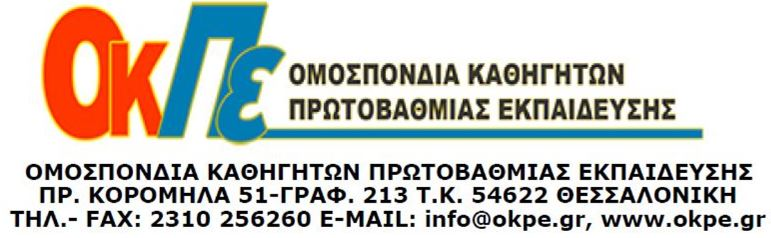 ΟκΠε
ΟΜΟΣΠΟΝΔΙΑ ΚΑΘΗΓΗΤΩΝ
ΠΡΩΤΟΒΑΘΜΙΑΣ ΕΚΠΑΙΔΕΥΣΗΣ
ΟΜΟΣΠΟΝΔΙΑ ΚΑΘΗΓΗΤΩΝ ΠΡΩΤΟΒΑΘΜΙΑΣ ΕΚΠΑΙΔΕΥΣΗΣ
ΠΡ. ΚΟΡΟΜΗΛΑ 51-ΓΡΑΦ. 213 Τ.Κ. 54622 ΘΕΣΣΑΛΟΝΙΚΗ
ΤΗΛ.- FAX: 2310 256260 E-MAIL: info@okpe.gr, www.okpe.gr